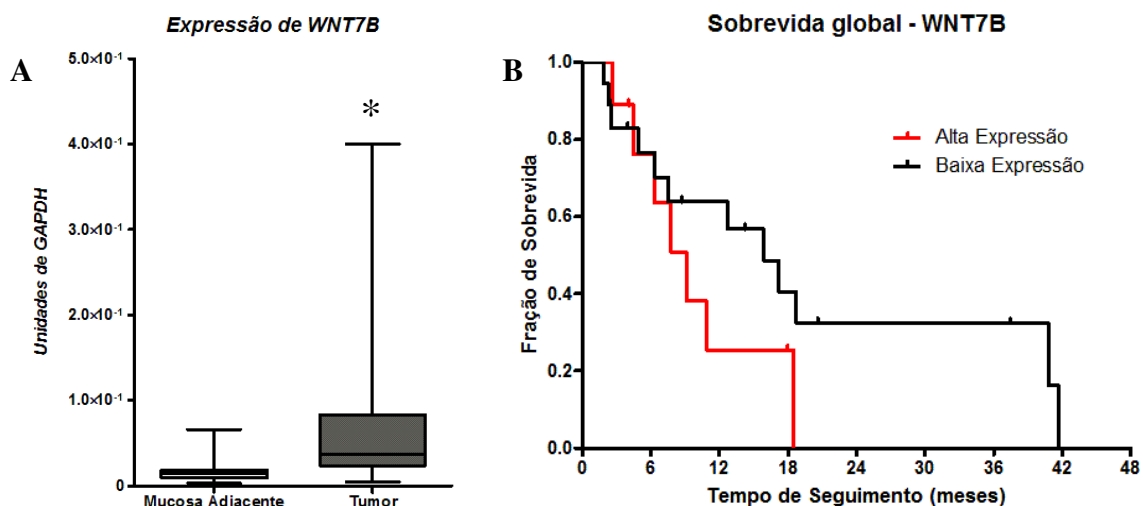 A
Expressão de WNT7B
Unidades de GAPDH
5.0×10⁻¹
4.0×10⁻¹
3.0×10⁻¹
2.0×10⁻¹
1.0×10⁻¹
0
*
Mucosa Adjacente
Tumor
B
Sobrevida global - WNT7B
Fração de Sobrevida
1.0
0.8
0.6
0.4
0.2
0.0
Alta Expressão
Baixa Expressão
0 6 12 18 24 30 36 42 48
Tempo de Seguimento (meses)